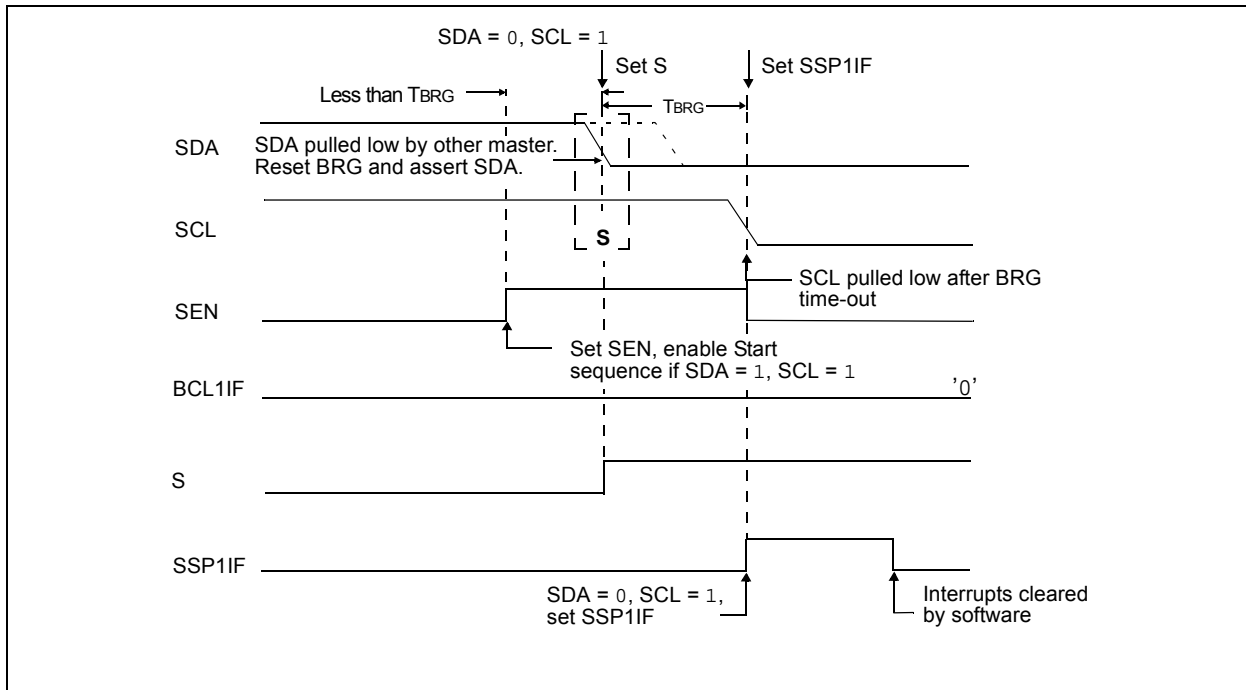 SDA = 0, SCL = 1
Set S
Set SSP1IF
Less than TBRG
TBRG
SDA
SDA pulled low by other master.
Reset BRG and assert SDA.
SCL
S
SCL pulled low after BRG
time-out
SEN
Set SEN, enable Start
sequence if SDA = 1, SCL = 1
BCL1IF
'0'
S
SSP1IF
SDA = 0, SCL = 1,
set SSP1IF
Interrupts cleared
by software